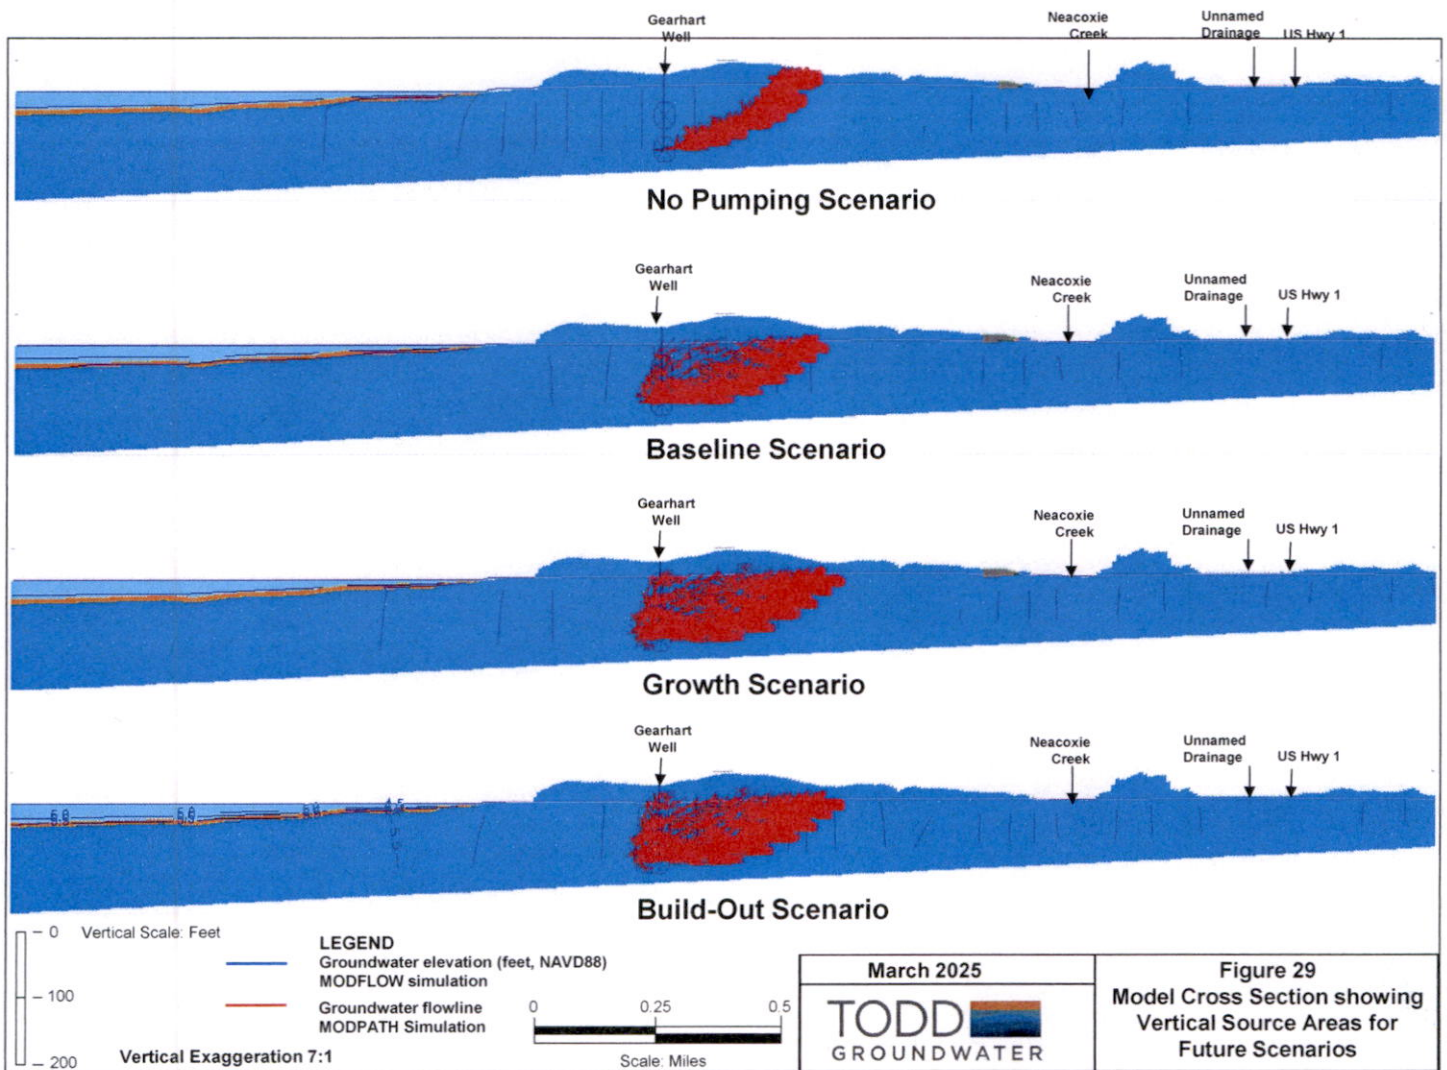 Gearhart
Well
Neacoxie
Creek
Unnamed
Drainage
US Hwy 1
No Pumping Scenario
Gearhart
Well
Neacoxie
Creek
Unnamed
Drainage
US Hwy 1
Baseline Scenario
Gearhart
Well
Neacoxie
Creek
Unnamed
Drainage
US Hwy 1
Growth Scenario
Gearhart
Well
Neacoxie
Creek
Unnamed
Drainage
US Hwy 1
Build-Out Scenario
0
Vertical Scale: Feet
100
200
LEGEND
Groundwater elevation (feet, NAVD88)
MODFLOW simulation
Groundwater flowline
MODPATH Simulation
Vertical Exaggeration 7:1
0 0.25 0.5
Scale: Miles
March 2025
TODD
GROUNDWATER
Figure 29
Model Cross Section showing
Vertical Source Areas for
Future Scenarios